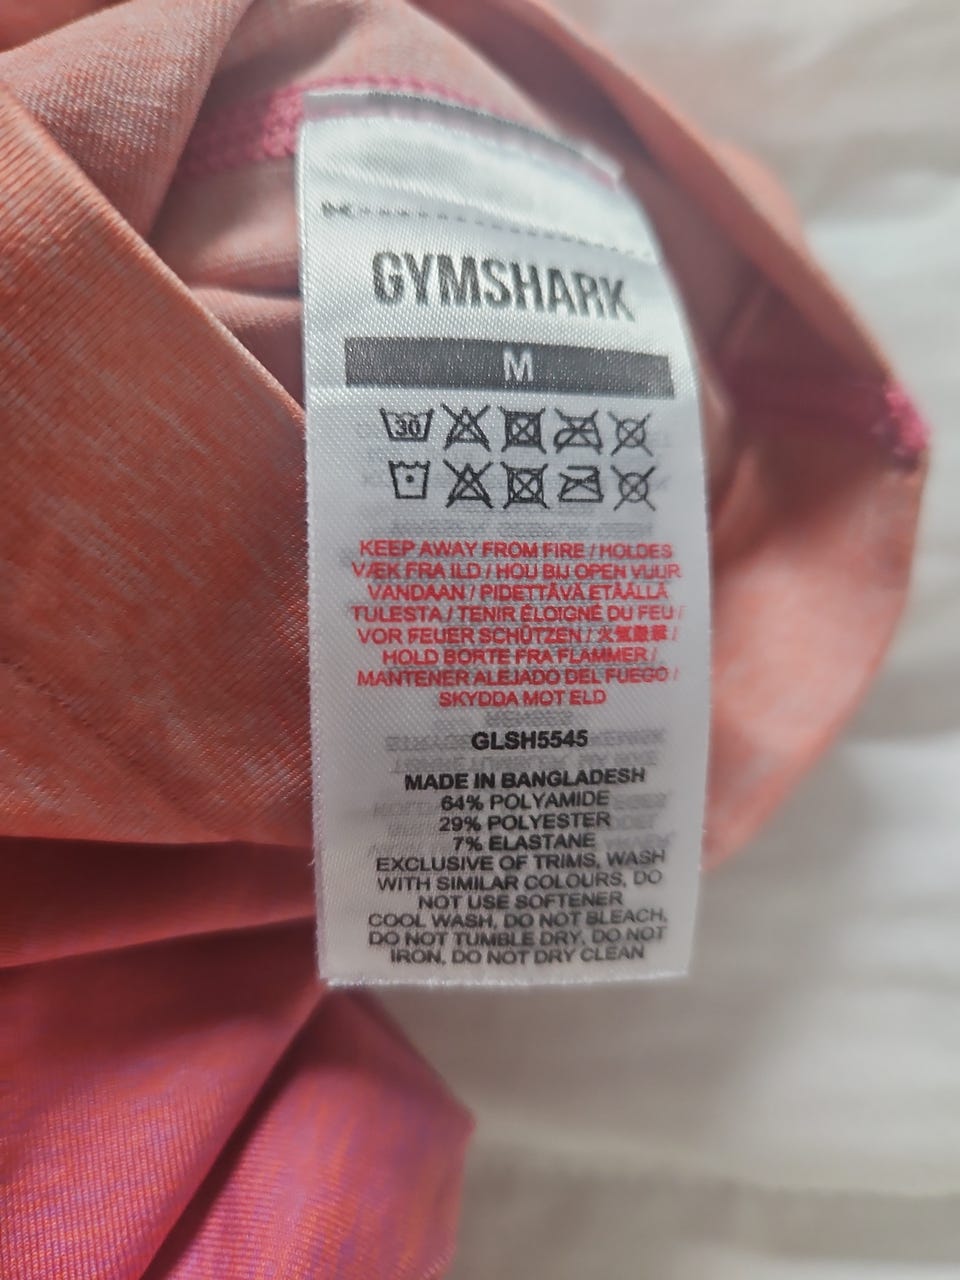 GYMSHARK
M
30
KEEP AWAY FROM FIRE / HOLDES
VÆK FRA ILD / HOU BIJ OPEN VUUR
VANDAAN / PIDETTÄVÄ ETÄÄLLÄ
TULESTA / TENIR ÉLOIGNÉ DU FEU /
VOR FEUER SCHÜTZEN / 火気厳禁 /
HOLD BORTE FRA FLAMMER /
MANTENER ALEJADO DEL FUEGO /
SKYDDA MOT ELD
GLSH5545
MADE IN BANGLADESH
64% POLYAMIDE
29% POLYESTER
7% ELASTANE
EXCLUSIVE OF TRIMS, WASH
WITH SIMILAR COLOURS, DO
NOT USE SOFTENER
COOL WASH, DO NOT BLEACH,
DO NOT TUMBLE DRY, DO NOT
IRON, DO NOT DRY CLEAN